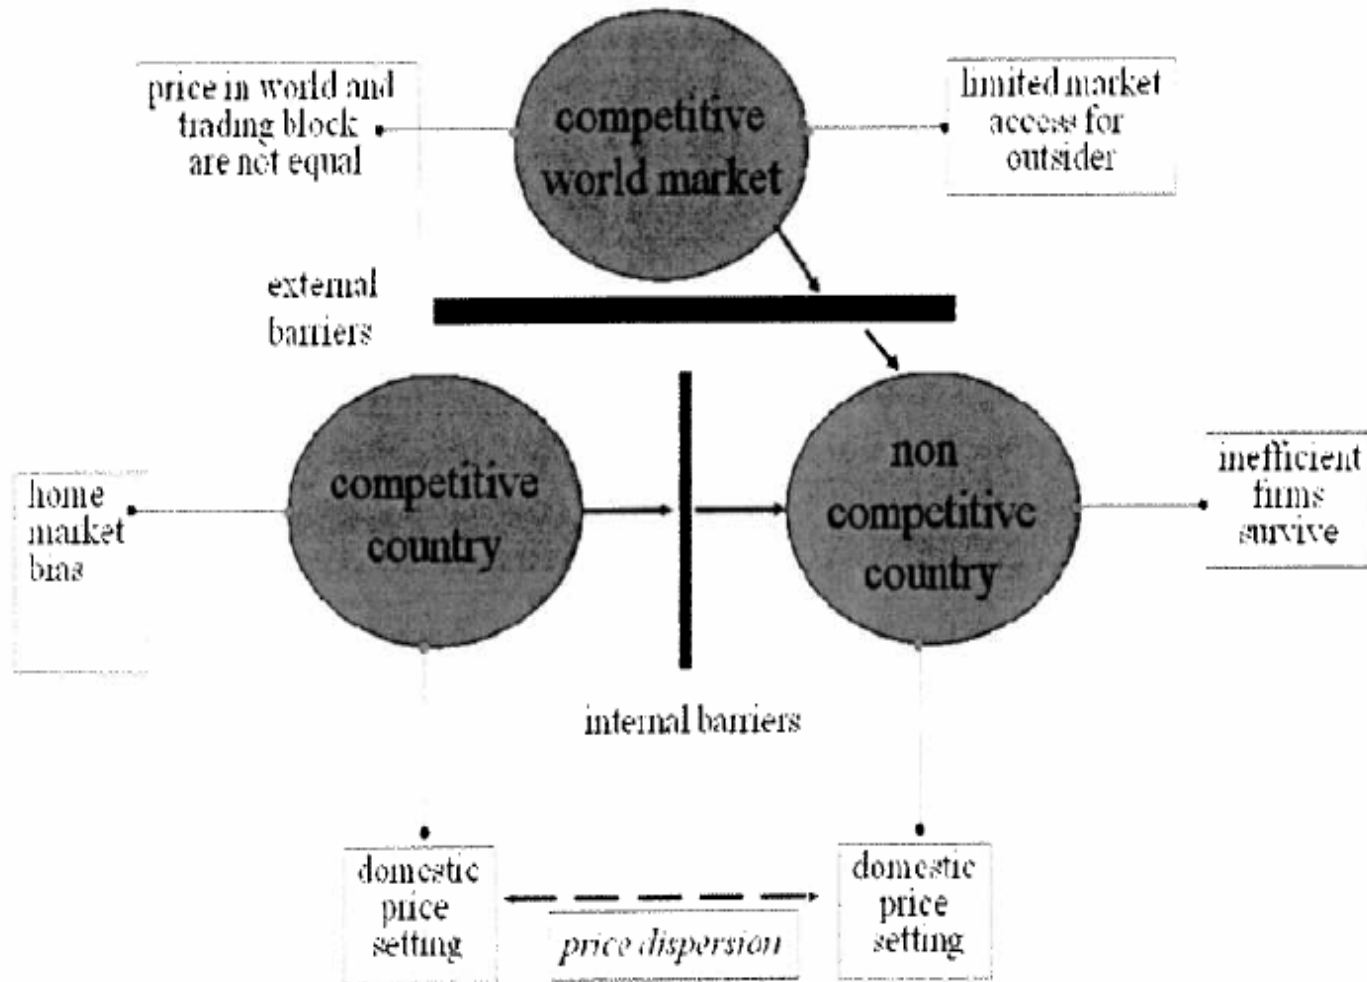 price in world and
trading block
are not equal
competitive
world market
limited market
access for
outsider
external
barriers
home
market
bias
competitive
country
non
competitive
country
inefficient
firms
survive
internal barriers
domestic
price
setting
price dispersion
domestic
price
setting